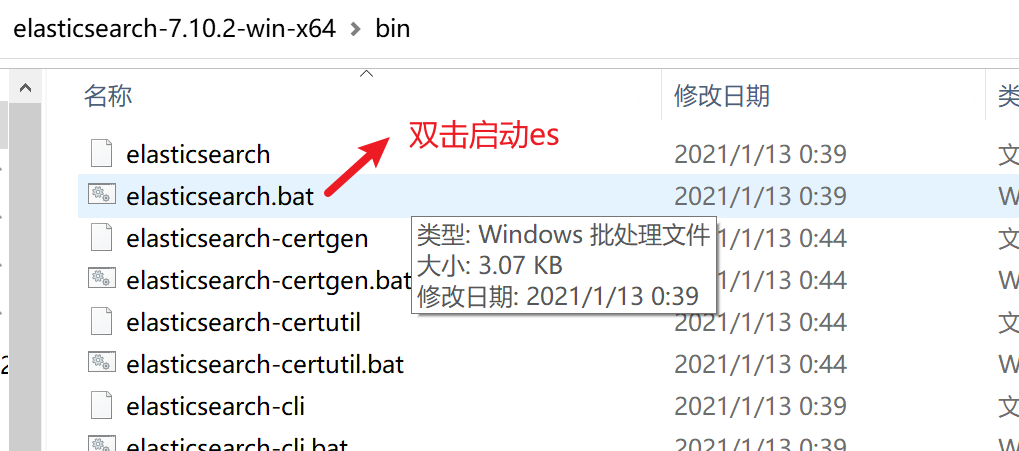 elasticsearch-7.10.2-win-x64 > bin
名称 修改日期 类
双击启动es
elasticsearch 2021/1/13 0:39 文
elasticsearch.bat 2021/1/13 0:39 W
elasticsearch-certgen 2021/1/13 0:44 文
类型: Windows 批处理文件
大小: 3.07 KB
修改日期: 2021/1/13 0:39
elasticsearch-certgen.bat 2021/1/13 0:44 W
elasticsearch-certutil 2021/1/13 0:44 文
elasticsearch-certutil.bat 2021/1/13 0:44 W
elasticsearch-cli 2021/1/13 0:39 文
elasticsearch-cli.bat 2021/1/13 0:39 W